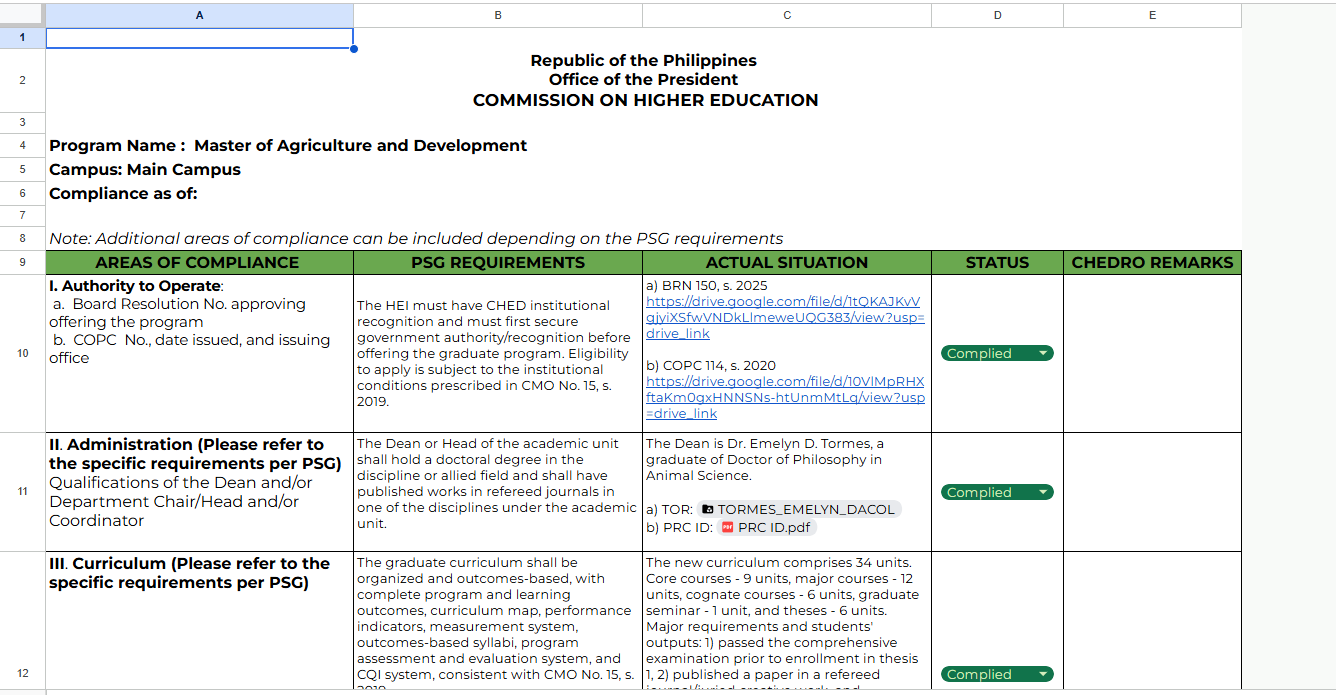 A B C D E
1
2
3
4
5
6
7
8
9
10
11
12
Republic of the Philippines
Office of the President
COMMISSION ON HIGHER EDUCATION
Program Name : Master of Agriculture and Development
Campus: Main Campus
Compliance as of:
Note: Additional areas of compliance can be included depending on the PSG requirements
AREAS OF COMPLIANCE PSG REQUIREMENTS ACTUAL SITUATION STATUS CHEDRO REMARKS
I. Authority to Operate:
a. Board Resolution No. approving
offering the program
b. COPC No., date issued, and issuing
office
The HEI must have CHED institutional
recognition and must first secure
government authority/recognition before
offering the graduate program. Eligibility
to apply is subject to the institutional
conditions prescribed in CMO No. 15, s.
2019.
a) BRN 150, s. 2025
https://drive.google.com/file/d/1tQKAJKvV
gjyiXSfwVNDkLlmeweUQG383/view?usp=
drive_link
b) COPC 114, s. 2020
https://drive.google.com/file/d/10VlMpRHX
ftaKm0gxHNNSNs-htUnmMtLq/view?usp
=drive_link
Complied
II. Administration (Please refer to
the specific requirements per PSG)
Qualifications of the Dean and/or
Department Chair/Head and/or
Coordinator
The Dean or Head of the academic unit
shall hold a doctoral degree in the
discipline or allied field and shall have
published works in refereed journals in
one of the disciplines under the academic
unit.
The Dean is Dr. Emelyn D. Tormes, a
graduate of Doctor of Philosophy in
Animal Science.
a) TOR: TORMES_EMELYN_DACOL
b) PRC ID: PDF PRC ID.pdf
Complied
III. Curriculum (Please refer to the
specific requirements per PSG)
The graduate curriculum shall be
organized and outcomes-based, with
complete program and learning
outcomes, curriculum map, performance
indicators, measurement system,
outcomes-based syllabi, program
assessment and evaluation system, and
CQI system, consistent with CMO No. 15, s.
2019.
The new curriculum comprises 34 units.
Core courses - 9 units, major courses - 12
units, cognate courses - 6 units, graduate
seminar - 1 unit, and theses - 6 units.
Major requirements and students'
outputs: 1) passed the comprehensive
examination prior to enrollment in thesis
1, 2) published a paper in a refereed
journal/juried creative work, and
Complied